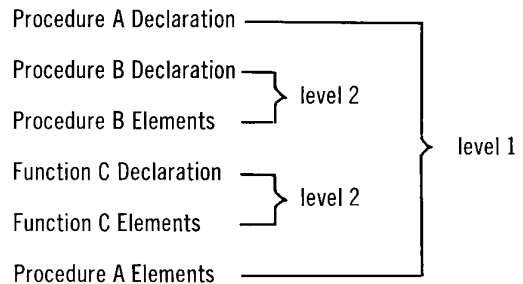 Procedure A Declaration
Procedure B Declaration
level 2
Procedure B Elements
level 1
Function C Declaration
level 2
Function C Elements
Procedure A Elements